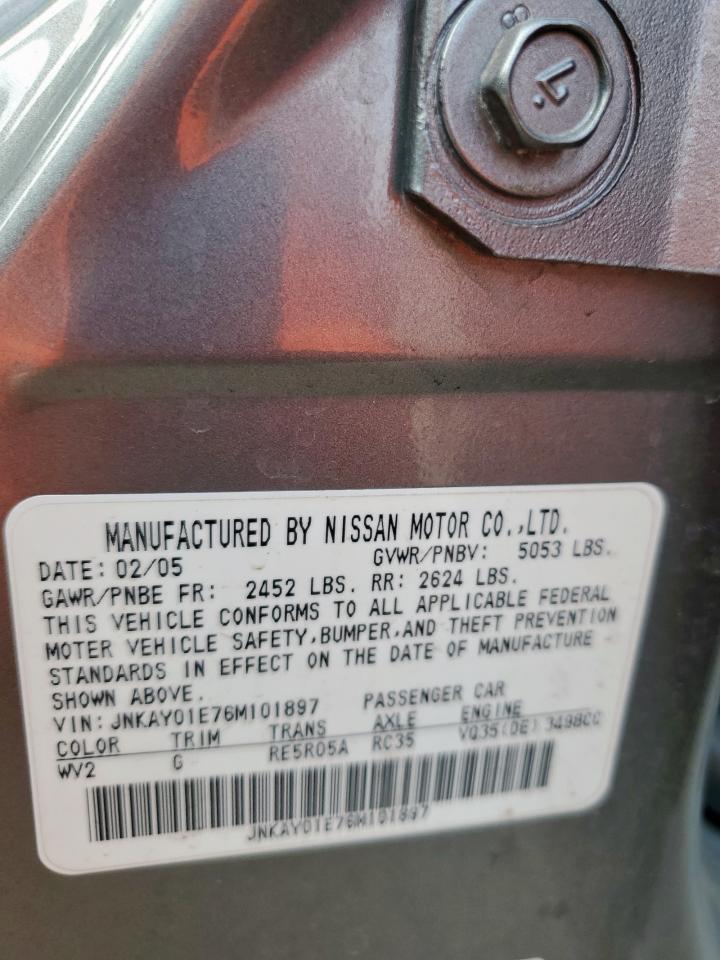 8
7.
MANUFACTURED BY NISSAN MOTOR CO.,LTD.
DATE: 02/05 GVWR/PNBV: 5053 LBS.
GAWR/PNBE FR: 2452 LBS. RR: 2624 LBS.
THIS VEHICLE CONFORMS TO ALL APPLICABLE FEDERAL
MOTER VEHICLE SAFETY,BUMPER,AND THEFT PREVENTION
STANDARDS IN EFFECT ON THE DATE OF MANUFACTURE
SHOWN ABOVE.
VIN: JNKAY01E76M101897 PASSENGER CAR
COLOR TRIM TRANS AXLE ENGINE
WV2 G RE5R05A RC35 VQ35(DE) 3498CC
JNKAY01E76M101897